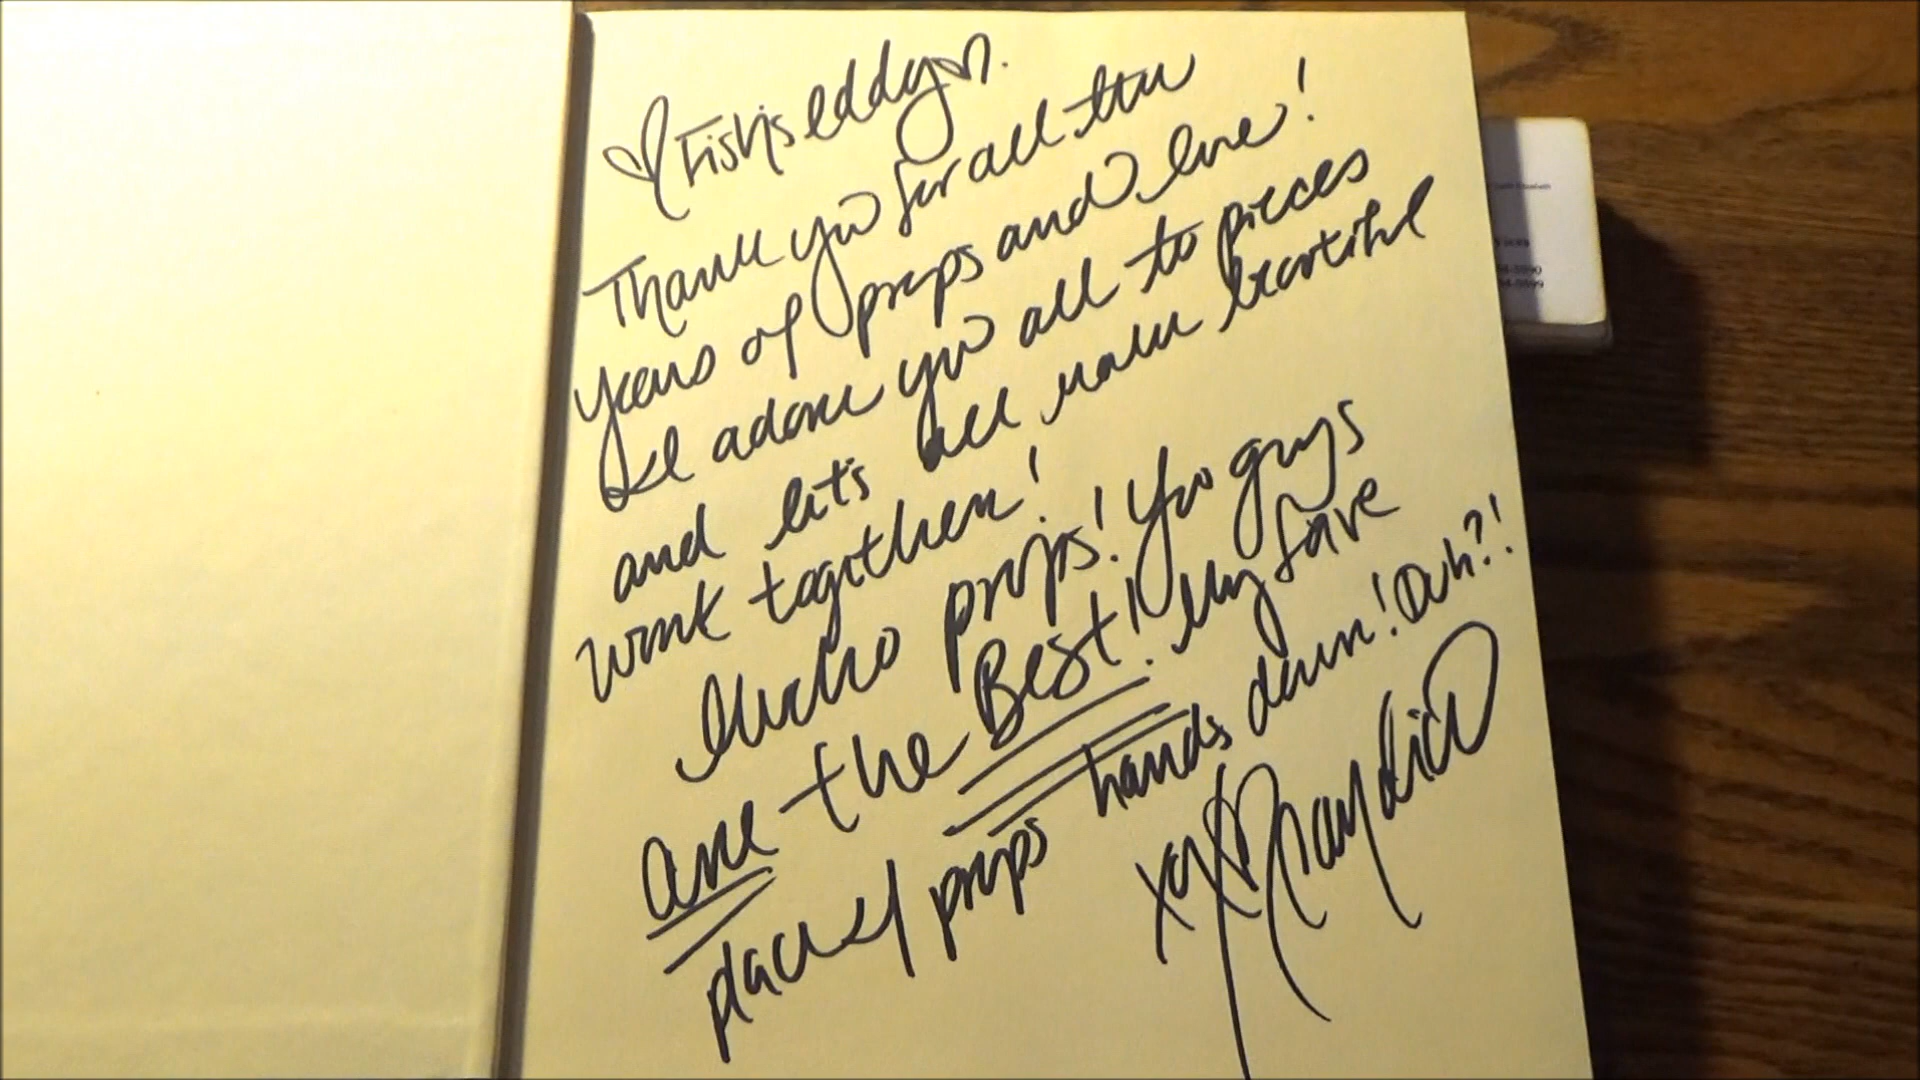 ♡ Fishs eddy ♡.
Thank you for all the
years of props and love!
I adore you all to pieces
and let's all make beautiful
work together!
Mucho props! You guys
are the Best! My fave
place / props hands down! Duh?!
xox